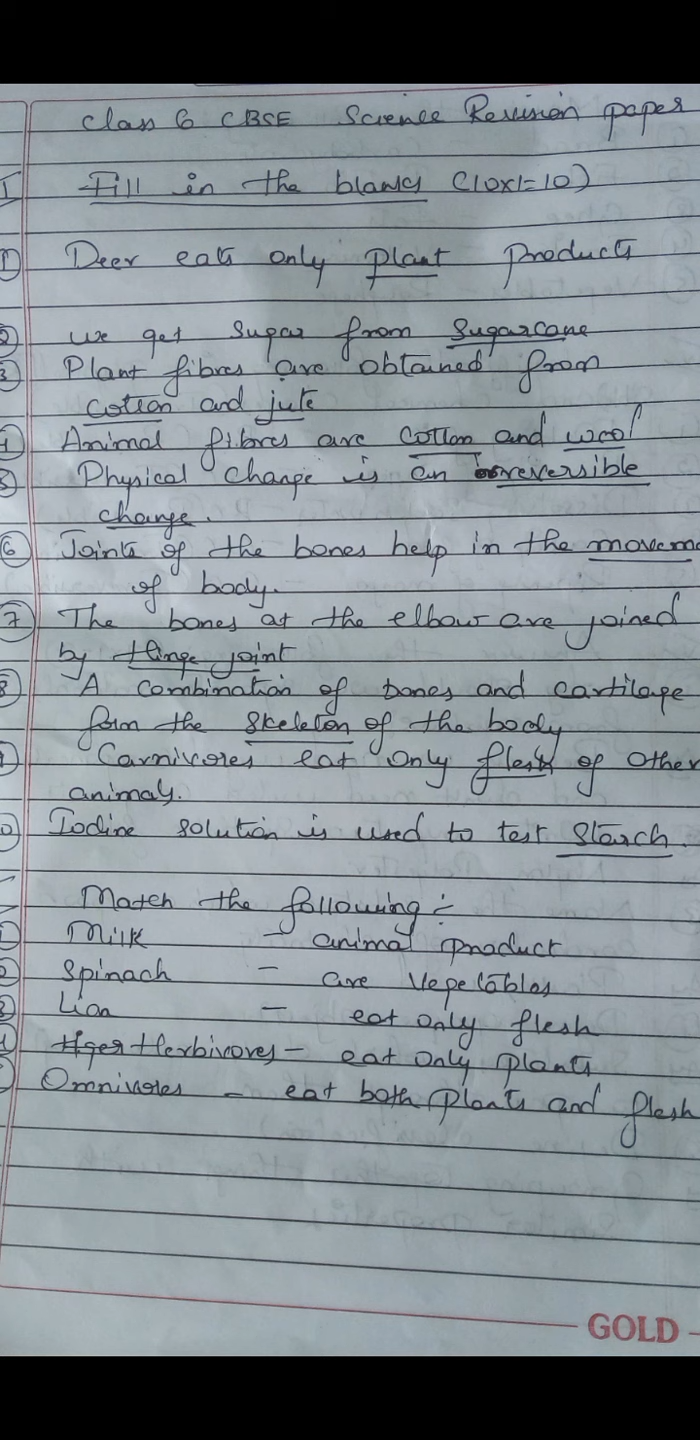 Class 6 CBSE Science Revision paper
I Fill in the blanks (10x1=10)
1 Deer eats only plant products
2 we get sugar from sugarcane
3 Plant fibres are obtained from
cotton and jute
4 Animal fibres are cotton and wool
5 Physical change is an reversible
change.
6 Joints of the bones help in the movem
of body.
7 The bones at the elbow are joined
by Hinge joint
8 A combination of bones and cartilage
form the skeleton of the body
9 Carnivores eat only flesh of other
animals.
10 Iodine solution is used to test starch.
Match the following :-
1 Milk - animal product
2 Spinach - are vegetables
3 Lion - eat only flesh
4 Herbivores - eat only plants
5 Omnivores - eat both plants and flesh
GOLD